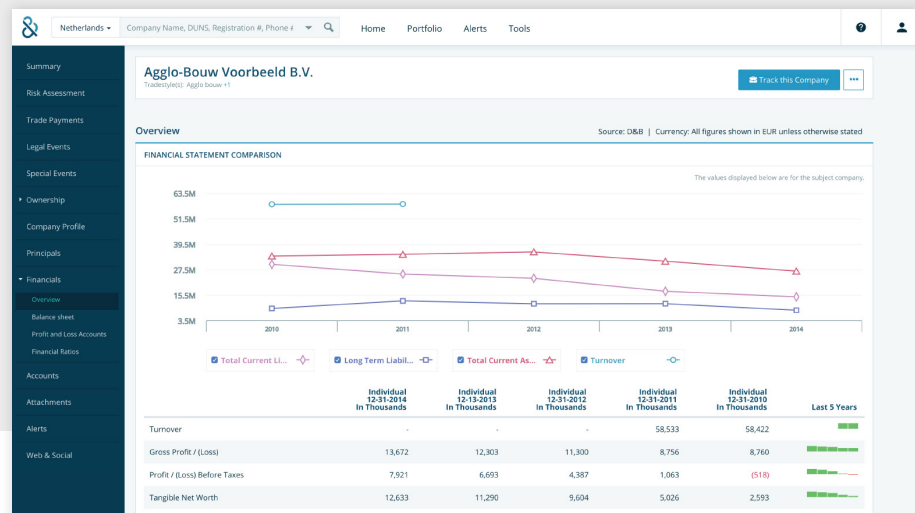 Netherlands
Company Name, DUNS, Registration #, Phone #
Home Portfolio Alerts Tools
Summary
Risk Assessment
Trade Payments
Legal Events
Special Events
Ownership
Company Profile
Principals
Financials
Overview
Balance sheet
Profit and Loss Accounts
Financial Ratios
Accounts
Attachments
Alerts
Web & Social
Agglo-Bouw Voorbeeld B.V.
Tradestyle(s): Agglo bouw +1
Track this Company
Overview
Source: D&B | Currency: All figures shown in EUR unless otherwise stated
FINANCIAL STATEMENT COMPARISON
The values displayed below are for the subject company.
63.5M
51.5M
39.5M
27.5M
15.5M
3.5M
2010 2011 2012 2013 2014
Total Current Li... Long Term Liabil... Total Current As... Turnover
Individual Individual Individual Individual Individual
12-31-2014 12-13-2013 12-31-2012 12-31-2011 12-31-2010
In Thousands In Thousands In Thousands In Thousands In Thousands Last 5 Years
Turnover - - - 58,533 58,422
Gross Profit / (Loss) 13,672 12,303 11,300 8,756 8,760
Profit / (Loss) Before Taxes 7,921 6,693 4,387 1,063 (518)
Tangible Net Worth 12,633 11,290 9,604 5,026 2,593